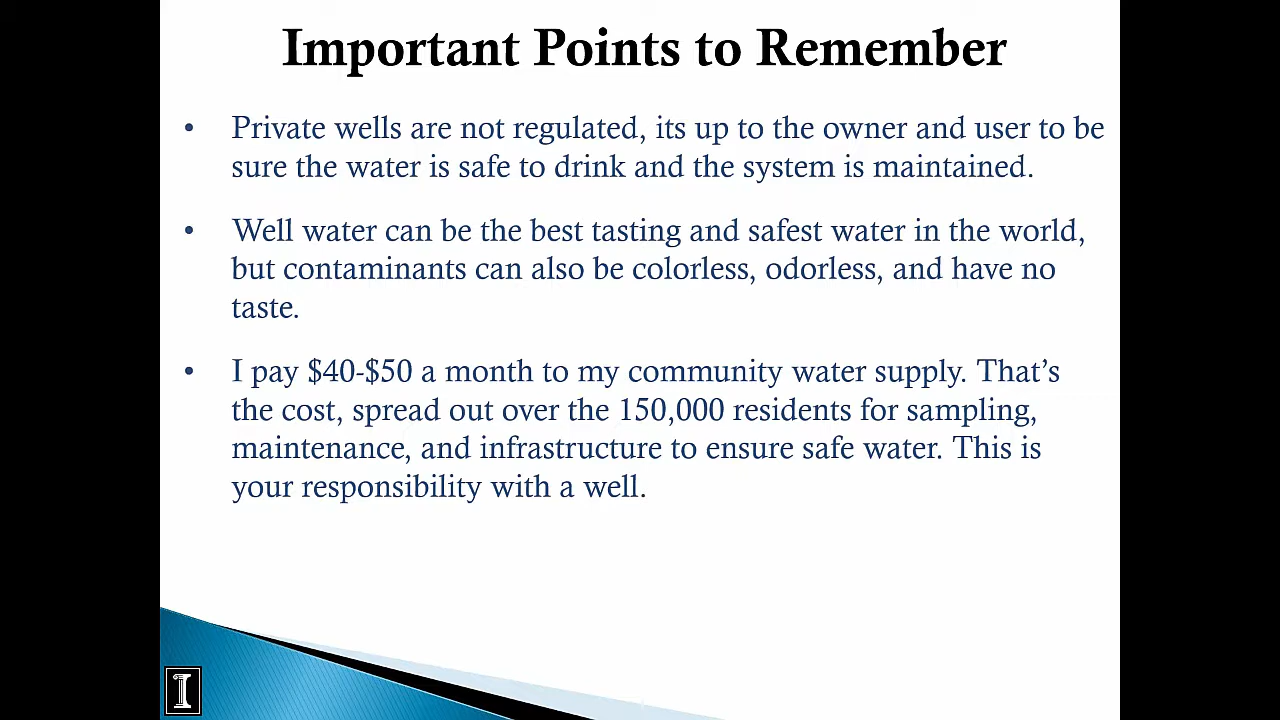 Important Points to Remember
• Private wells are not regulated, its up to the owner and user to be
sure the water is safe to drink and the system is maintained.
• Well water can be the best tasting and safest water in the world,
but contaminants can also be colorless, odorless, and have no
taste.
• I pay $40-$50 a month to my community water supply. That’s
the cost, spread out over the 150,000 residents for sampling,
maintenance, and infrastructure to ensure safe water. This is
your responsibility with a well.
I